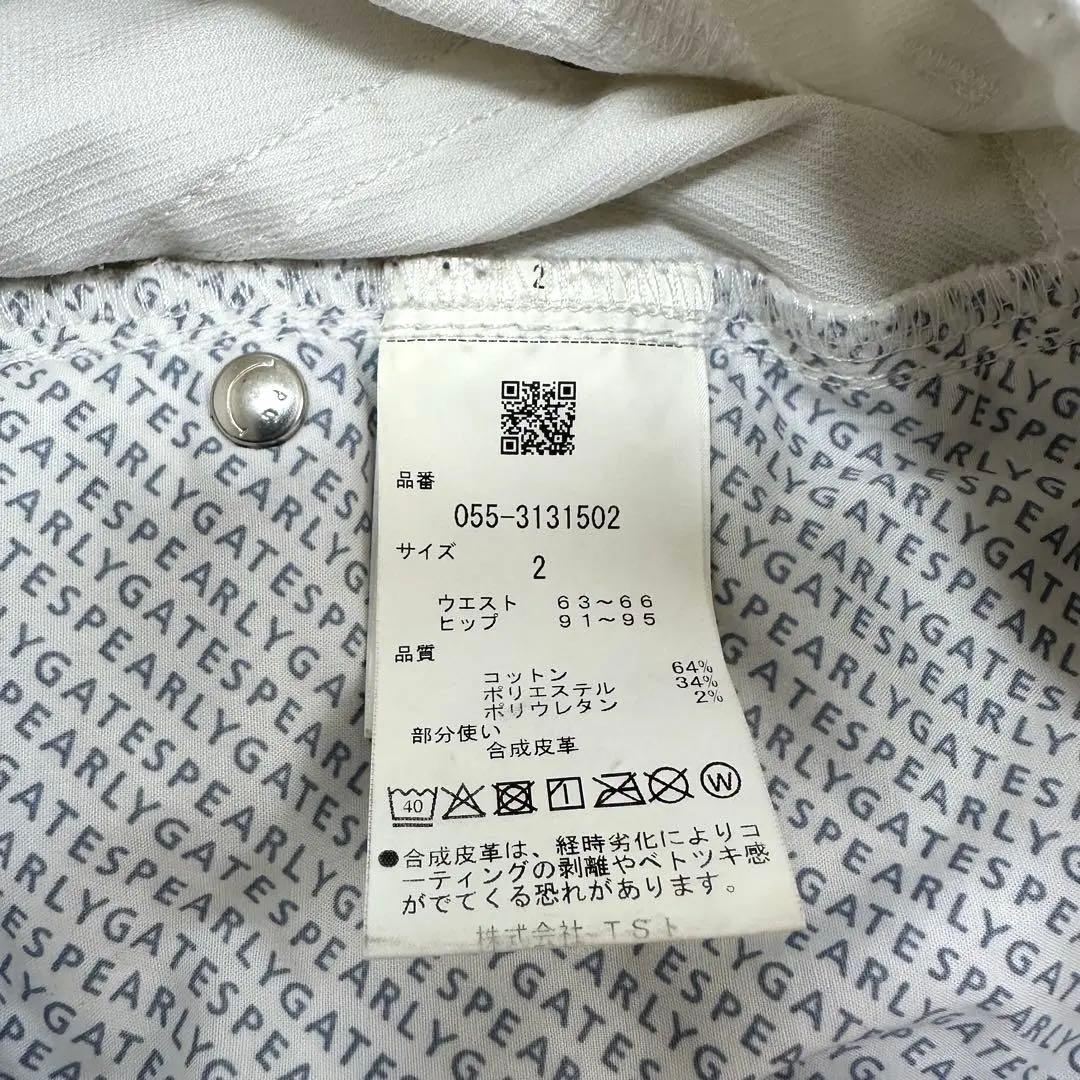 2
品番
055-3131502
サイズ
2
ウエスト 63～66
ヒップ 91～95
品質
コットン 64%
ポリエステル 34%
ポリウレタン 2%
部分使い
合成皮革
40
W
●合成皮革は、経時劣化によりコ
ーティングの剥離やベトツキ感
がでてくる恐れがあります。
株式会社 TSI
PEARLYGATES